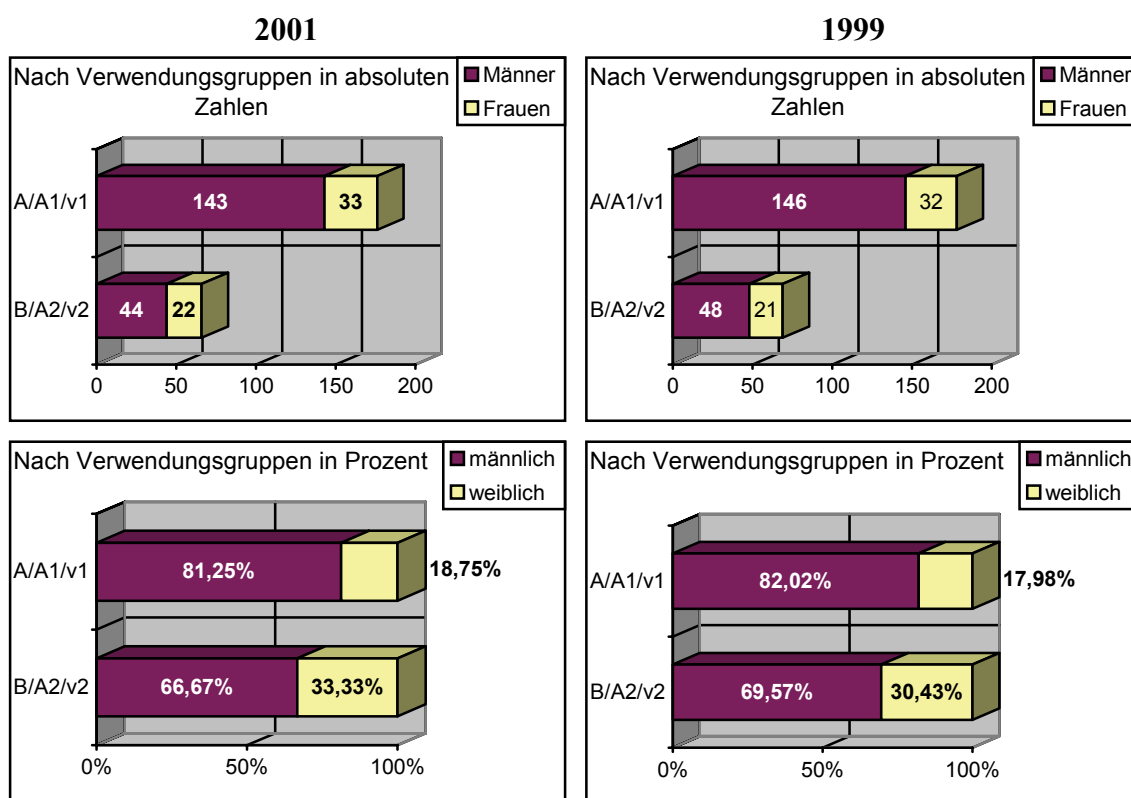 2001
1999
Nach Verwendungsgruppen in absoluten
Zahlen
Männer
Frauen
A/A1/v1
143
33
B/A2/v2
44
22
0 50 100 150 200
Nach Verwendungsgruppen in absoluten
Zahlen
Männer
Frauen
A/A1/v1
146
32
B/A2/v2
48
21
0 50 100 150 200
Nach Verwendungsgruppen in Prozent
männlich
weiblich
A/A1/v1
81,25%
18,75%
B/A2/v2
66,67%
33,33%
0% 50% 100%
Nach Verwendungsgruppen in Prozent
männlich
weiblich
A/A1/v1
82,02%
17,98%
B/A2/v2
69,57%
30,43%
0% 50% 100%